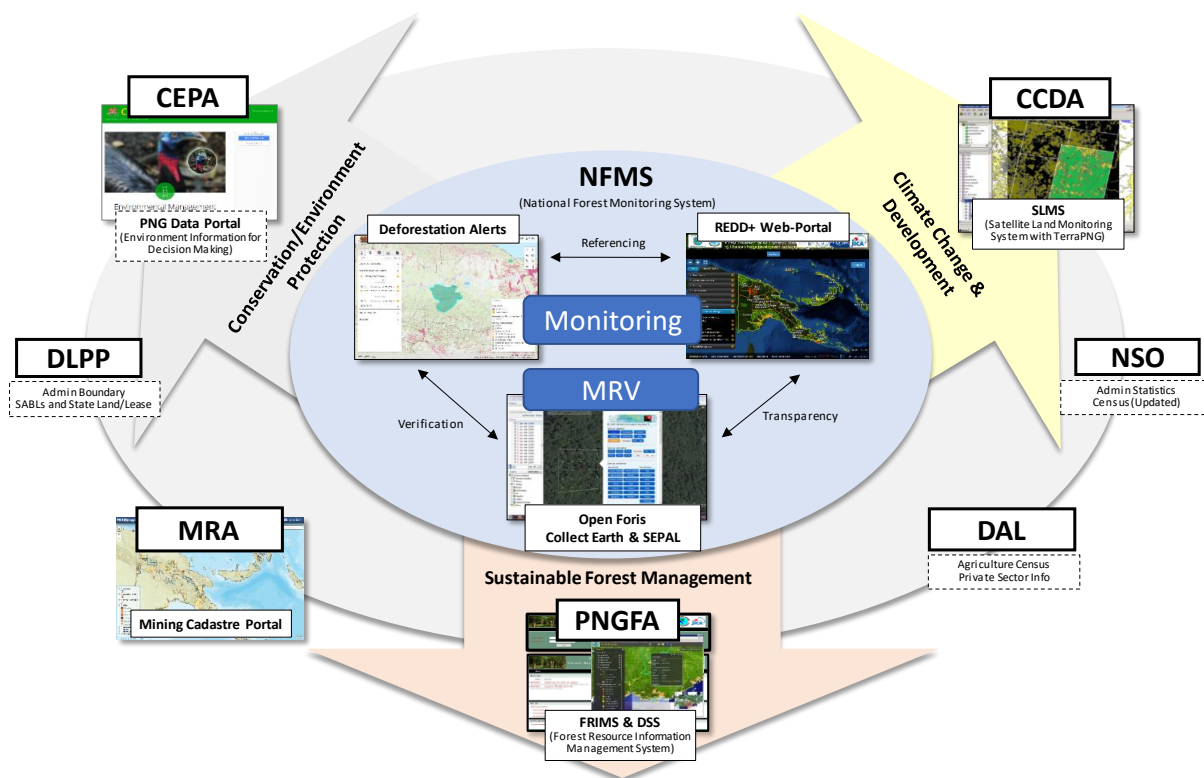 CEPA
Environmental Management
PNG Data Portal
(Environment Information for
Decision Making)
Conservation/Environment
Protection
CCDA
SLMS
(Satellite Land Monitoring
System with TerraPNG)
Climate Change &
Development
NFMS
(National Forest Monitoring System)
Deforestation Alerts
Referencing
REDD+ Web-Portal
Monitoring
MRV
Verification
Transparency
Open Foris
Collect Earth & SEPAL
DLPP
Admin Boundary
SABLs and State Land/Lease
NSO
Admin Statistics
Census (Updated)
MRA
Mining Cadastre Portal
DAL
Agriculture Census
Private Sector Info
Sustainable Forest Management
PNGFA
FRIMS & DSS
(Forest Resource Information
Management System)